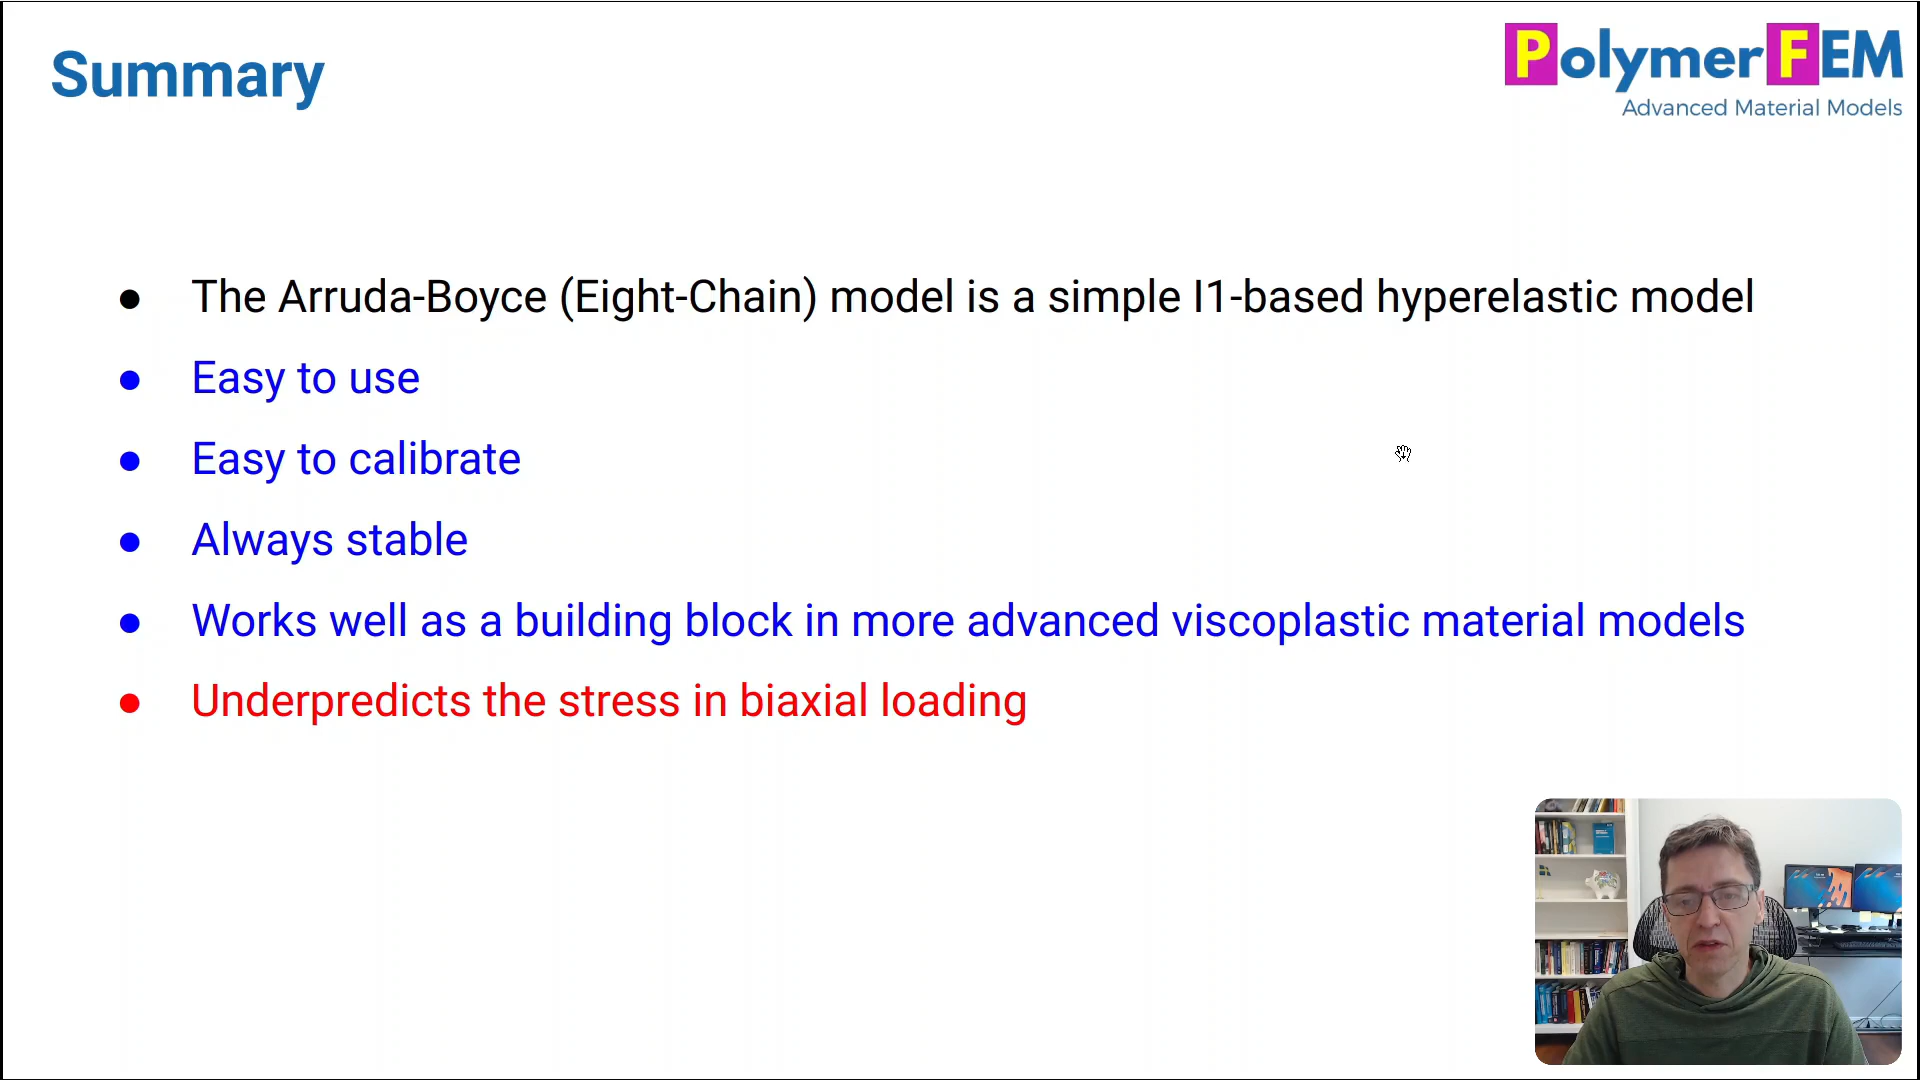 Summary
PolymerFEM
Advanced Material Models
● The Arruda-Boyce (Eight-Chain) model is a simple I1-based hyperelastic model
● Easy to use
● Easy to calibrate
● Always stable
● Works well as a building block in more advanced viscoplastic material models
● Underpredicts the stress in biaxial loading